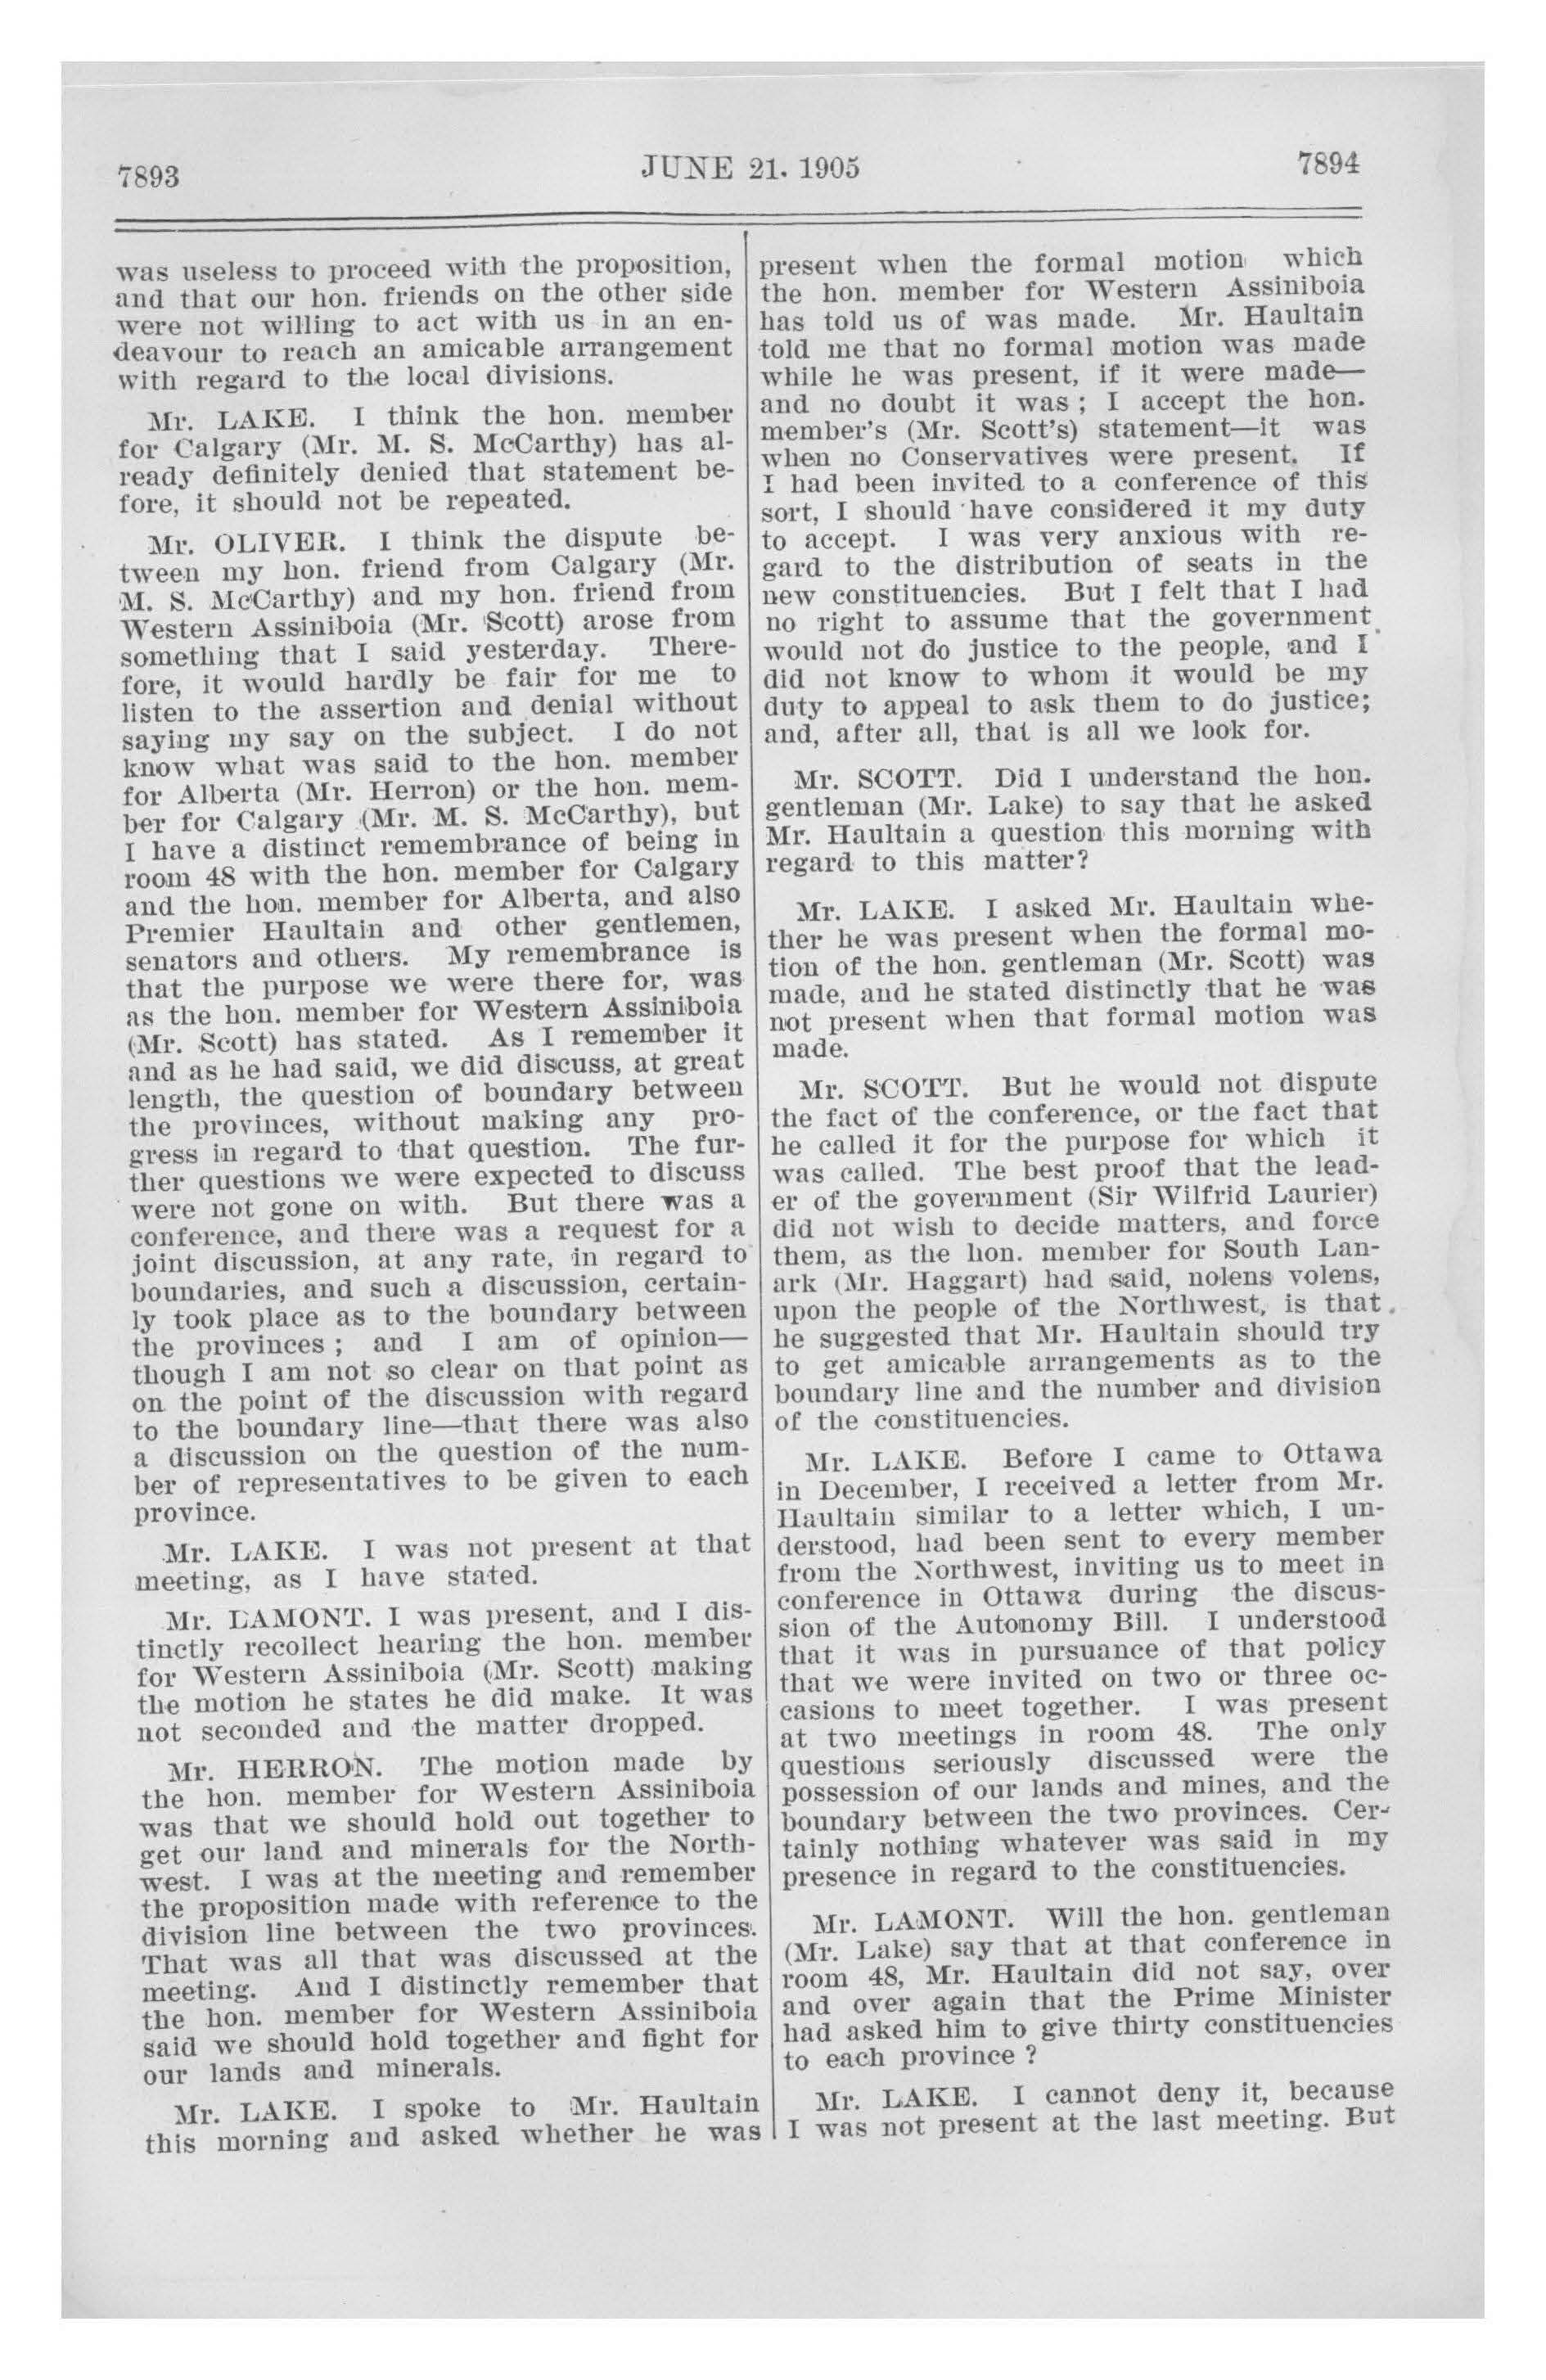 7893
JUNE 21. 1905
7894
was useless to proceed with the proposition,
and that our hon. friends on the other side
were not willing to act with us in an en-
deavour to reach an amicable arrangement
with regard to the local divisions.
Mr. LAKE. I think the hon. member
for Calgary (Mr. M. S. McCarthy) has al-
ready definitely denied that statement be-
fore, it should not be repeated.
Mr. OLIVER. I think the dispute be-
tween my hon. friend from Calgary (Mr.
M. S. McCarthy) and my hon. friend from
Western Assiniboia (Mr. Scott) arose from
something that I said yesterday. There-
fore, it would hardly be fair for me to
listen to the assertion and denial without
saying my say on the subject. I do not
know what was said to the hon. member
for Alberta (Mr. Herron) or the hon. mem-
ber for Calgary (Mr. M. S. McCarthy), but
I have a distinct remembrance of being in
room 48 with the hon. member for Calgary
and the hon. member for Alberta, and also
Premier Haultain and other gentlemen,
senators and others. My remembrance is
that the purpose we were there for, was
as the hon. member for Western Assiniboia
(Mr. Scott) has stated. As I remember it
and as he had said, we did discuss, at great
length, the question of boundary between
the provinces, without making any pro-
gress in regard to that question. The fur-
ther questions we were expected to discuss
were not gone on with. But there was a
conference, and there was a request for a
joint discussion, at any rate, in regard to
boundaries, and such a discussion, certain-
ly took place as to the boundary between
the provinces ; and I am of opinion—
though I am not so clear on that point as
on the point of the discussion with regard
to the boundary line—that there was also
a discussion on the question of the num-
ber of representatives to be given to each
province.
Mr. LAKE. I was not present at that
meeting, as I have stated.
Mr. LAMONT. I was present, and I dis-
tinctly recollect hearing the hon. member
for Western Assiniboia (Mr. Scott) making
the motion he states he did make. It was
not seconded and the matter dropped.
Mr. HERRON. The motion made by
the hon. member for Western Assiniboia
was that we should hold out together to
get our land and minerals for the North-
west. I was at the meeting and remember
the proposition made with reference to the
division line between the two provinces.
That was all that was discussed at the
meeting. And I distinctly remember that
the hon. member for Western Assiniboia
said we should hold together and fight for
our lands and minerals.
Mr. LAKE. I spoke to Mr. Haultain
this morning and asked whether he was
present when the formal motion which
the hon. member for Western Assiniboia
has told us of was made. Mr. Haultain
told me that no formal motion was made
while he was present, if it were made—
and no doubt it was ; I accept the hon.
member's (Mr. Scott's) statement—it was
when no Conservatives were present. If
I had been invited to a conference of this
sort, I should have considered it my duty
to accept. I was very anxious with re-
gard to the distribution of seats in the
new constituencies. But I felt that I had
no right to assume that the government
would not do justice to the people, and I
did not know to whom it would be my
duty to appeal to ask them to do justice;
and, after all, that is all we look for.
Mr. SCOTT. Did I understand the hon.
gentleman (Mr. Lake) to say that he asked
Mr. Haultain a question this morning with
regard to this matter?
Mr. LAKE. I asked Mr. Haultain whe-
ther he was present when the formal mo-
tion of the hon. gentleman (Mr. Scott) was
made, and he stated distinctly that he was
not present when that formal motion was
made.
Mr. SCOTT. But he would not dispute
the fact of the conference, or the fact that
he called it for the purpose for which it
was called. The best proof that the lead-
er of the government (Sir Wilfrid Laurier)
did not wish to decide matters, and force
them, as the hon. member for South Lan-
ark (Mr. Haggart) had said, nolens volens,
upon the people of the Northwest, is that
he suggested that Mr. Haultain should try
to get amicable arrangements as to the
boundary line and the number and division
of the constituencies.
Mr. LAKE. Before I came to Ottawa
in December, I received a letter from Mr.
Haultain similar to a letter which, I un-
derstood, had been sent to every member
from the Northwest, inviting us to meet in
conference in Ottawa during the discus-
sion of the Autonomy Bill. I understood
that it was in pursuance of that policy
that we were invited on two or three oc-
casions to meet together. I was present
at two meetings in room 48. The only
questions seriously discussed were the
possession of our lands and mines, and the
boundary between the two provinces. Cer-
tainly nothing whatever was said in my
presence in regard to the constituencies.
Mr. LAMONT. Will the hon. gentleman
(Mr. Lake) say that at that conference in
room 48, Mr. Haultain did not say, over
and over again that the Prime Minister
had asked him to give thirty constituencies
to each province ?
Mr. LAKE. I cannot deny it, because
I was not present at the last meeting. But